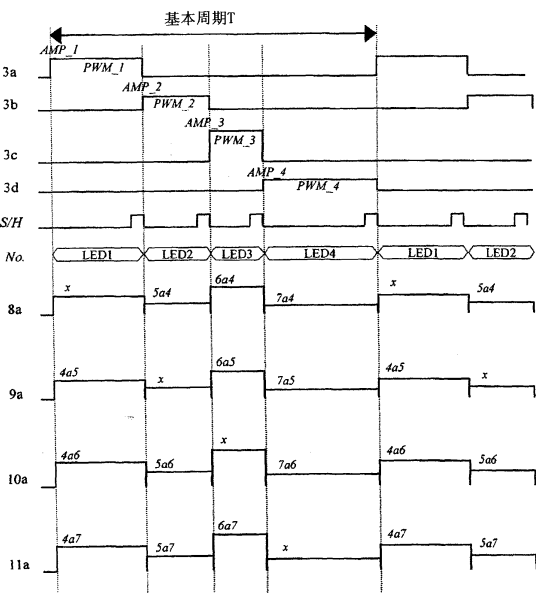 基本周期T
AMP_1
3a
PWM_1
AMP_2
3b
PWM_2
AMP_3
3c
PWM_3
AMP_4
3d
PWM_4
S/H
No. LED1 LED2 LED3 LED4 LED1 LED2
8a x 5a4 6a4 7a4 x 5a4
9a 4a5 x 6a5 7a5 4a5 x
10a 4a6 5a6 x 7a6 4a6 5a6
11a 4a7 5a7 6a7 x 4a7 5a7